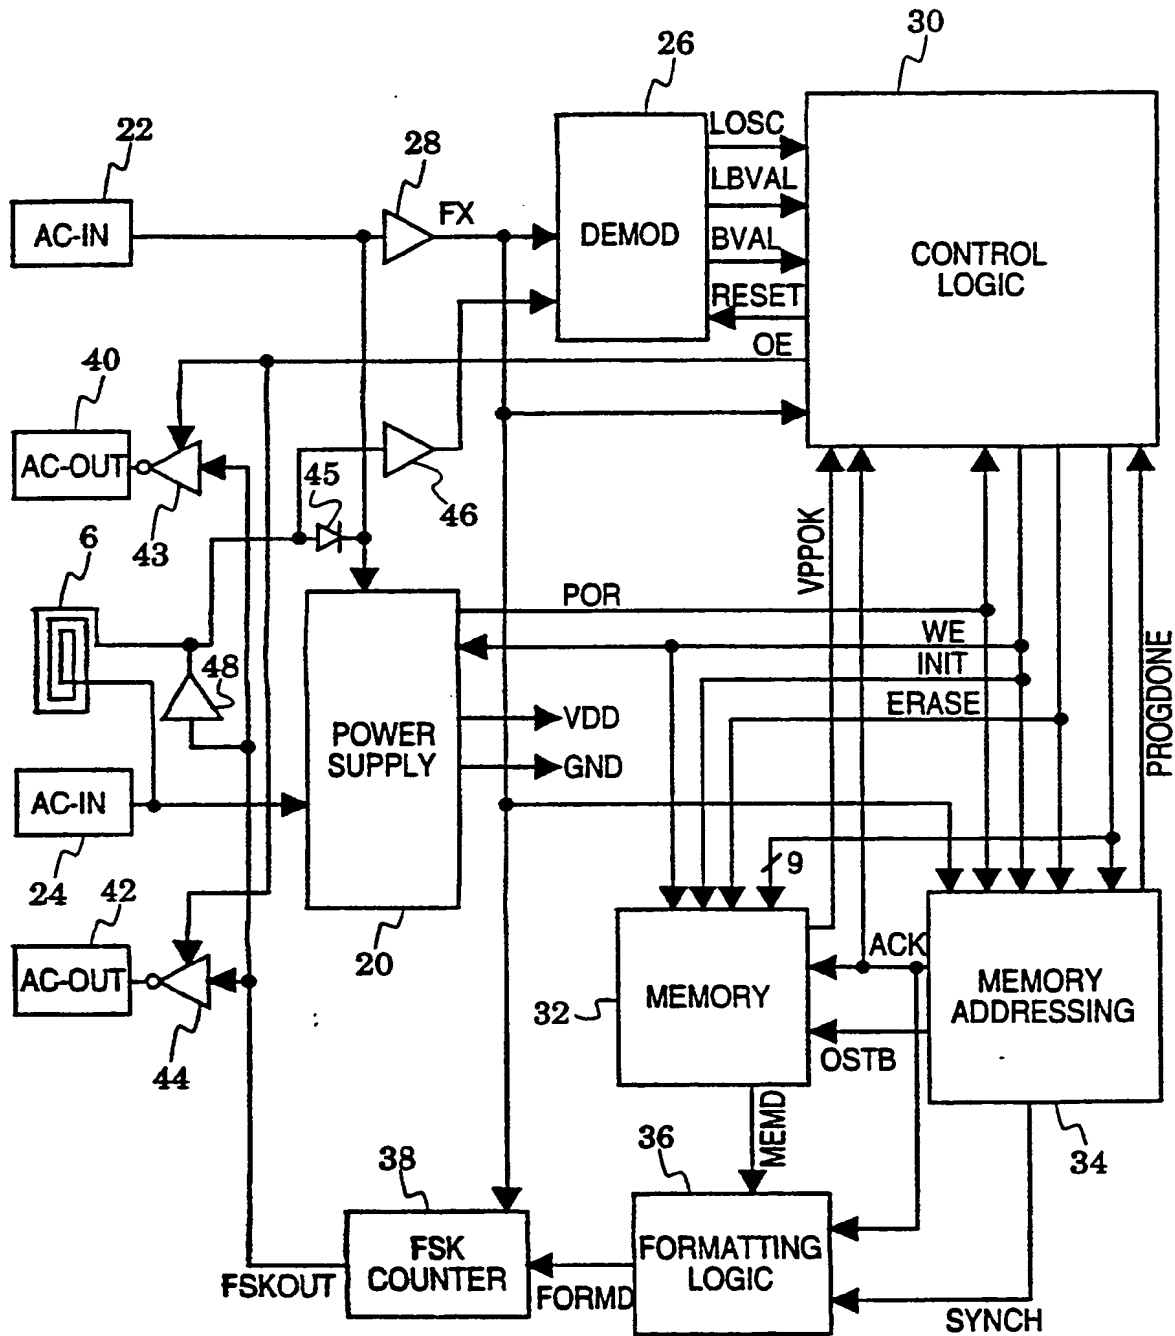 30
26
22
28
LOSC
LBVAL
BVAL
RESET
OE
FX
AC-IN
DEMOD
CONTROL
LOGIC
40
AC-OUT
43
45
46
6
48
VPPOK
POR
WE
INIT
ERASE
PROGDONE
POWER
SUPPLY
VDD
GND
AC-IN
24
9
42
AC-OUT
44
20
32
MEMORY
ACK
OSTB
MEMORY
ADDRESSING
34
MEMD
36
38
FSK
COUNTER
FSKOUT
FORMD
FORMATTING
LOGIC
SYNCH